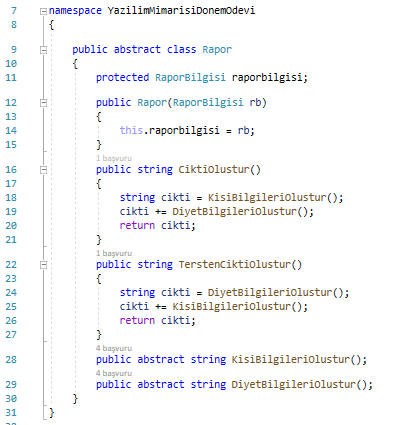 7 namespace YazilimMimarisiDonemOdevi
8 {
9 public abstract class Rapor
10 {
11 protected RaporBilgisi raporbilgisi;
12 public Rapor(RaporBilgisi rb)
13 {
14 this.raporbilgisi = rb;
15 }
1 başvuru
16 public string CiktiOlustur()
17 {
18 string cikti = KisiBilgileriOlustur();
19 cikti += DiyetBilgileriOlustur();
20 return cikti;
21 }
1 başvuru
22 public string TerstenCiktiOlustur()
23 {
24 string cikti = DiyetBilgileriOlustur();
25 cikti += KisiBilgileriOlustur();
26 return cikti;
27 }
4 başvuru
28 public abstract string KisiBilgileriOlustur();
4 başvuru
29 public abstract string DiyetBilgileriOlustur();
30 }
31 }